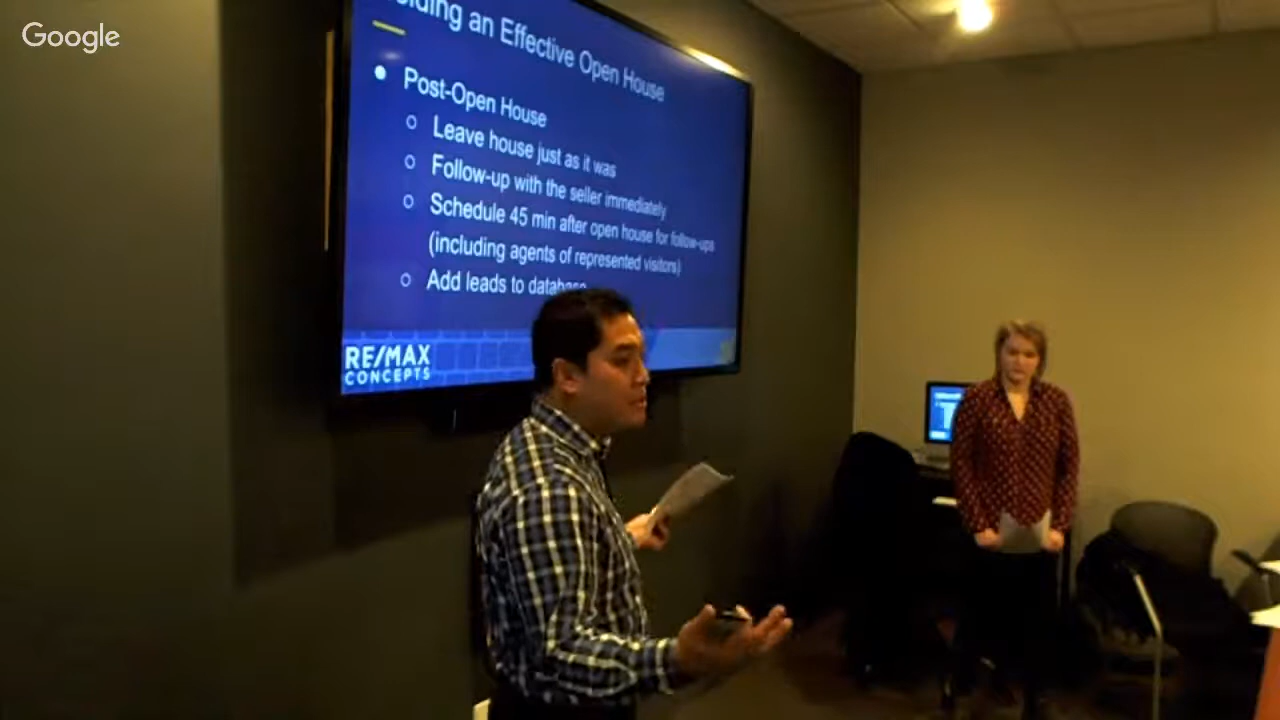 Google
an Effective Open House
Post-Open House
Leave house just as it was
Follow-up with the seller immediately
Schedule 45 min after open house for follow-ups
(including agents of represented visitors)
Add leads to database
RE/MAX
CONCEPTS